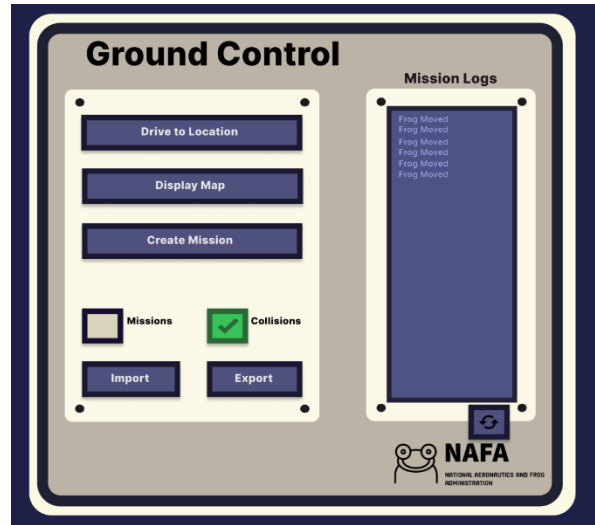 Ground Control
Drive to Location
Display Map
Create Mission
Missions
Collisions
Import
Export
Mission Logs
Frog Moved
Frog Moved
Frog Moved
Frog Moved
Frog Moved
Frog Moved
NAFA
NATIONAL AERONAUTICS AND FROG
ADMINISTRATION